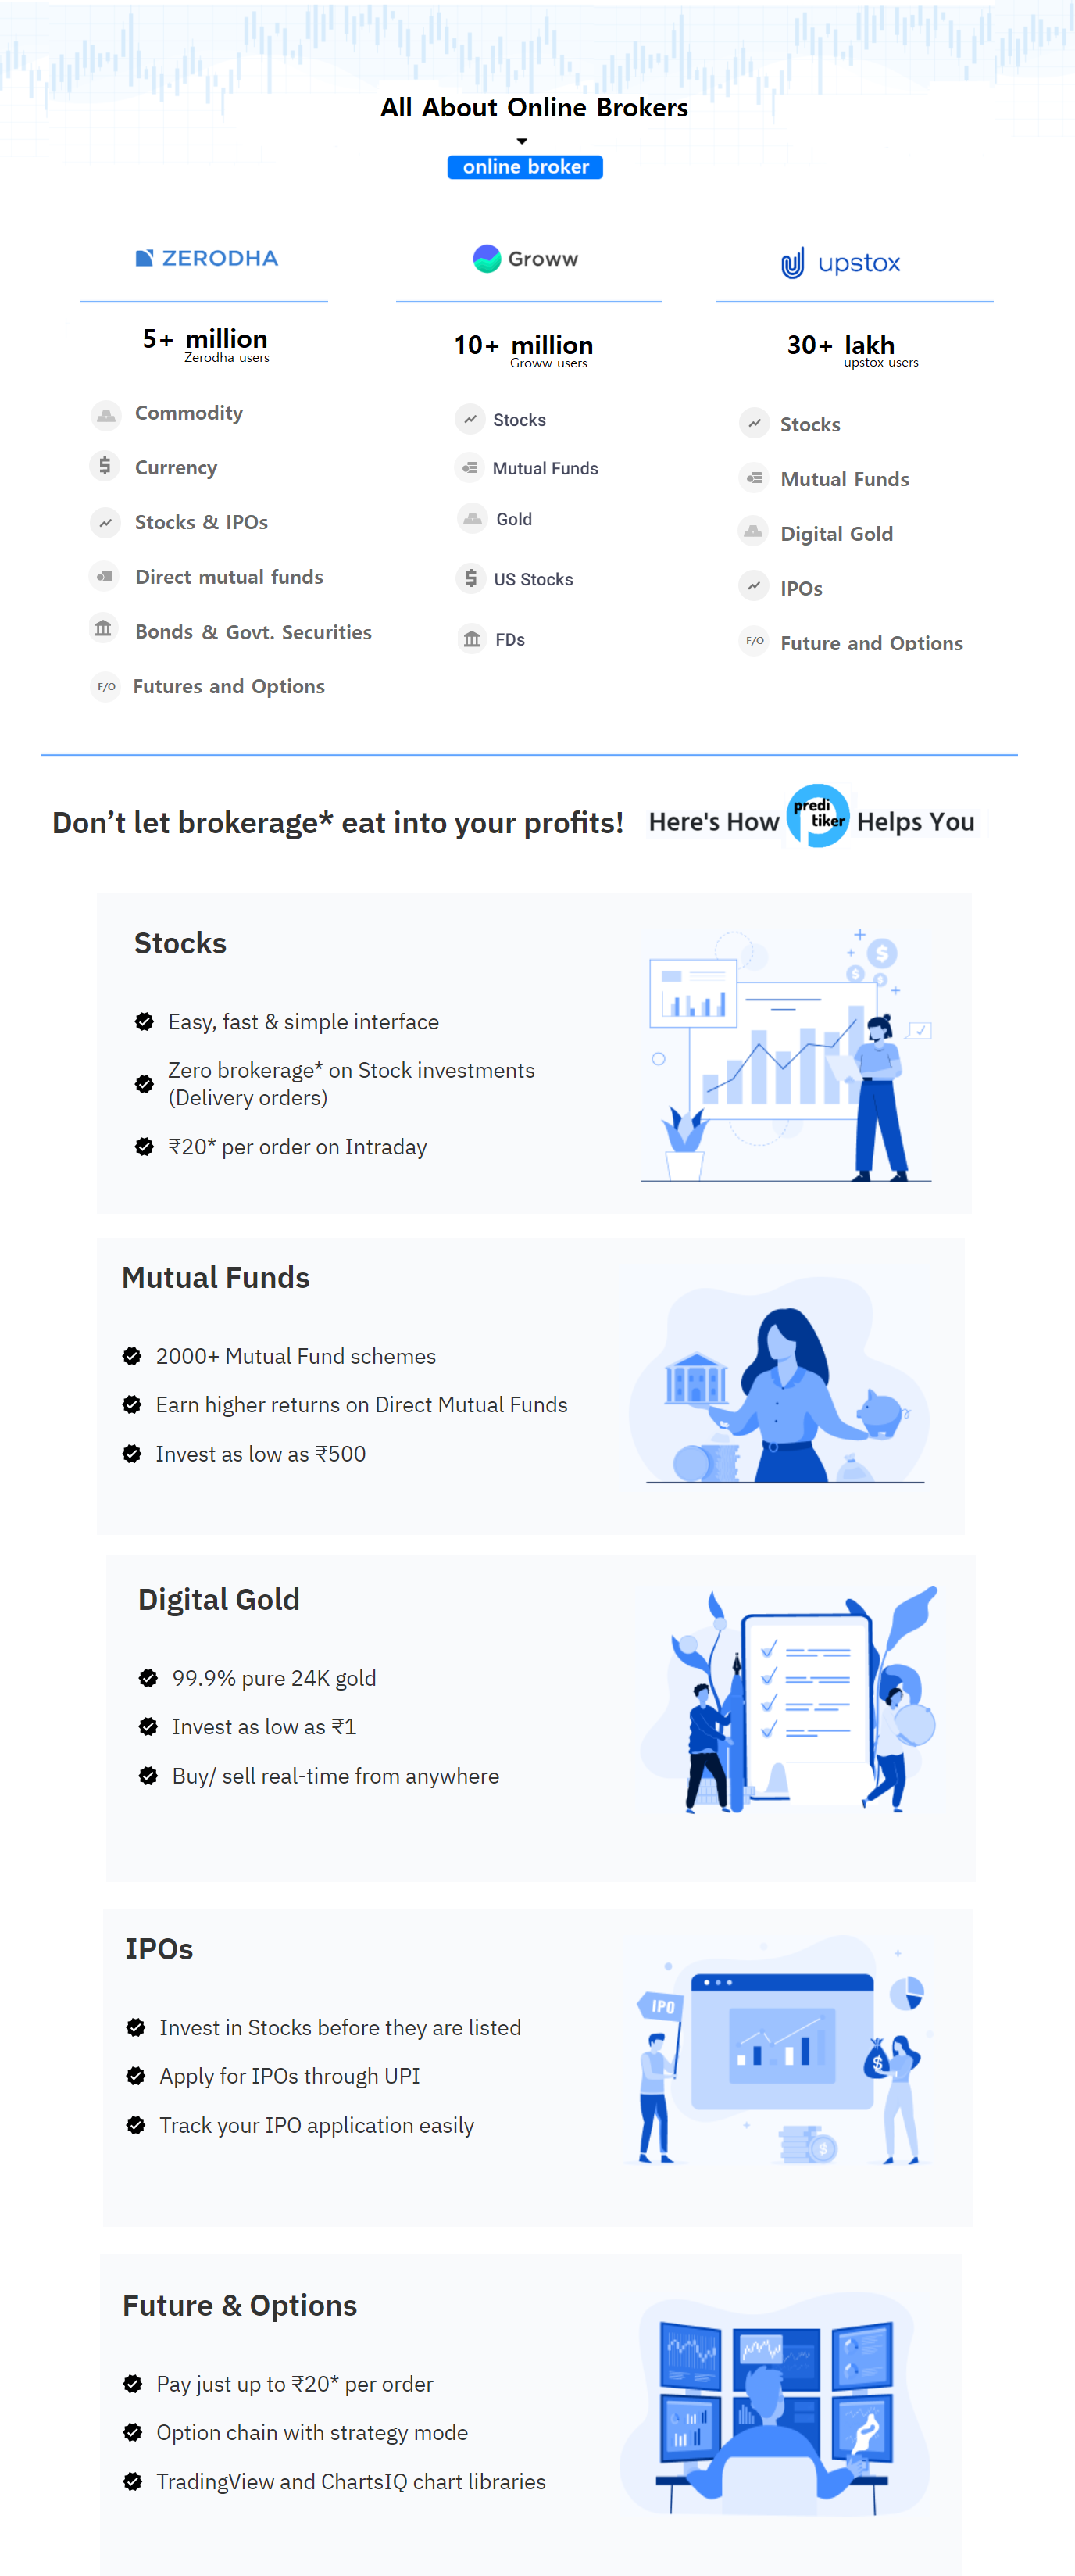 All About Online Brokers
online broker
ZERODHA
5+ million
Zerodha users
Commodity
Currency
Stocks & IPOs
Direct mutual funds
Bonds & Govt. Securities
F/O Futures and Options
Groww
10+ million
Groww users
Stocks
Mutual Funds
Gold
US Stocks
FDs
upstox
30+ lakh
upstox users
Stocks
Mutual Funds
Digital Gold
IPOs
F/O Future and Options
Don’t let brokerage* eat into your profits! Here's How predi tiker Helps You
Stocks
Easy, fast & simple interface
Zero brokerage* on Stock investments
(Delivery orders)
₹20* per order on Intraday
Mutual Funds
2000+ Mutual Fund schemes
Earn higher returns on Direct Mutual Funds
Invest as low as ₹500
Digital Gold
99.9% pure 24K gold
Invest as low as ₹1
Buy/ sell real-time from anywhere
IPOs
Invest in Stocks before they are listed
Apply for IPOs through UPI
Track your IPO application easily
IPO
Future & Options
Pay just up to ₹20* per order
Option chain with strategy mode
TradingView and ChartsIQ chart libraries